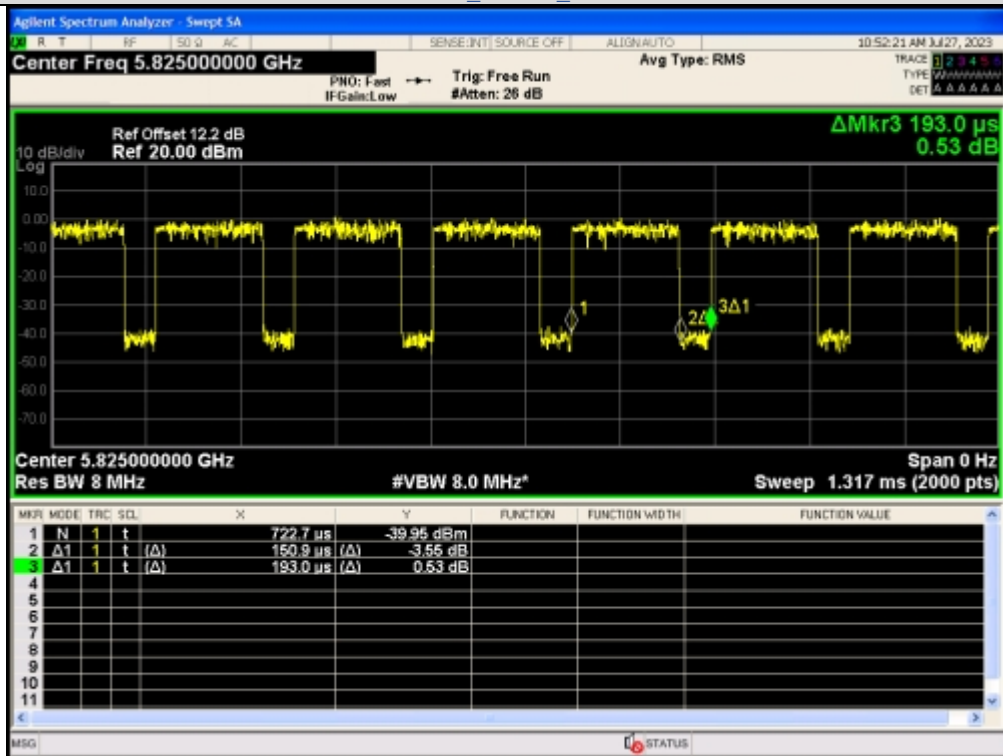 Agilent Spectrum Analyzer - Swept SA
R T RF 50 Ω AC SENSE:INT SOURCE OFF ALIGNAUTO 10:52:21 AM Jul 27, 2023
Center Freq 5.825000000 GHz Avg Type: RMS TRACE 1 2 3 4 5 6
PNO: Fast Trig: Free Run TYPE
IFGain:Low #Atten: 26 dB DET A A A A A A
ΔMkr3 193.0 µs
0.53 dB
Ref Offset 12.2 dB
10 dB/div Ref 20.00 dBm
Log
10.0
0.00
-10.0
-20.0
-30.0
1
2Δ
3Δ1
-50.0
-60.0
-70.0
Center 5.825000000 GHz Span 0 Hz
Res BW 8 MHz #VBW 8.0 MHz* Sweep 1.317 ms (2000 pts)
MKR MODE TRC SCL X Y FUNCTION FUNCTION WIDTH FUNCTION VALUE
1 N 1 t 722.7 µs -39.95 dBm
2 Δ1 1 t (Δ) 150.9 µs (Δ) -3.55 dB
3 Δ1 1 t (Δ) 193.0 µs (Δ) 0.53 dB
4
5
6
7
8
9
10
11
MSG STATUS